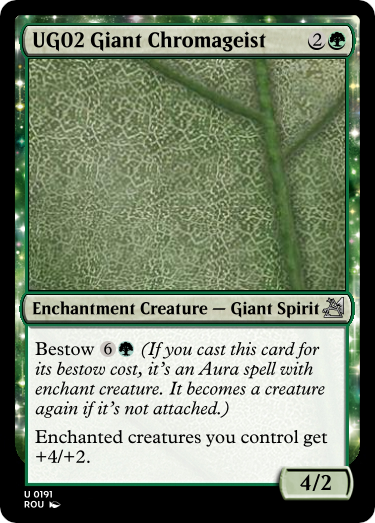 UG02 Giant Chromageist 2
Enchantment Creature — Giant Spirit
Bestow 6 (If you cast this card for
its bestow cost, it's an Aura spell with
enchant creature. It becomes a creature
again if it's not attached.)
Enchanted creatures you control get
+4/+2.
4/2
U 0191
ROU